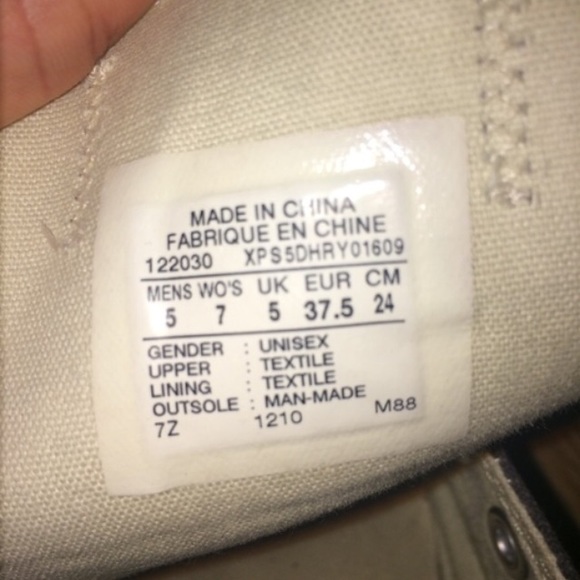 MADE IN CHINA
FABRIQUE EN CHINE
122030 XPS5DHRY01609
MENS WO'S UK EUR CM
5 7 5 37.5 24
GENDER : UNISEX
UPPER : TEXTILE
LINING : TEXTILE
OUTSOLE : MAN-MADE
7Z 1210 M88